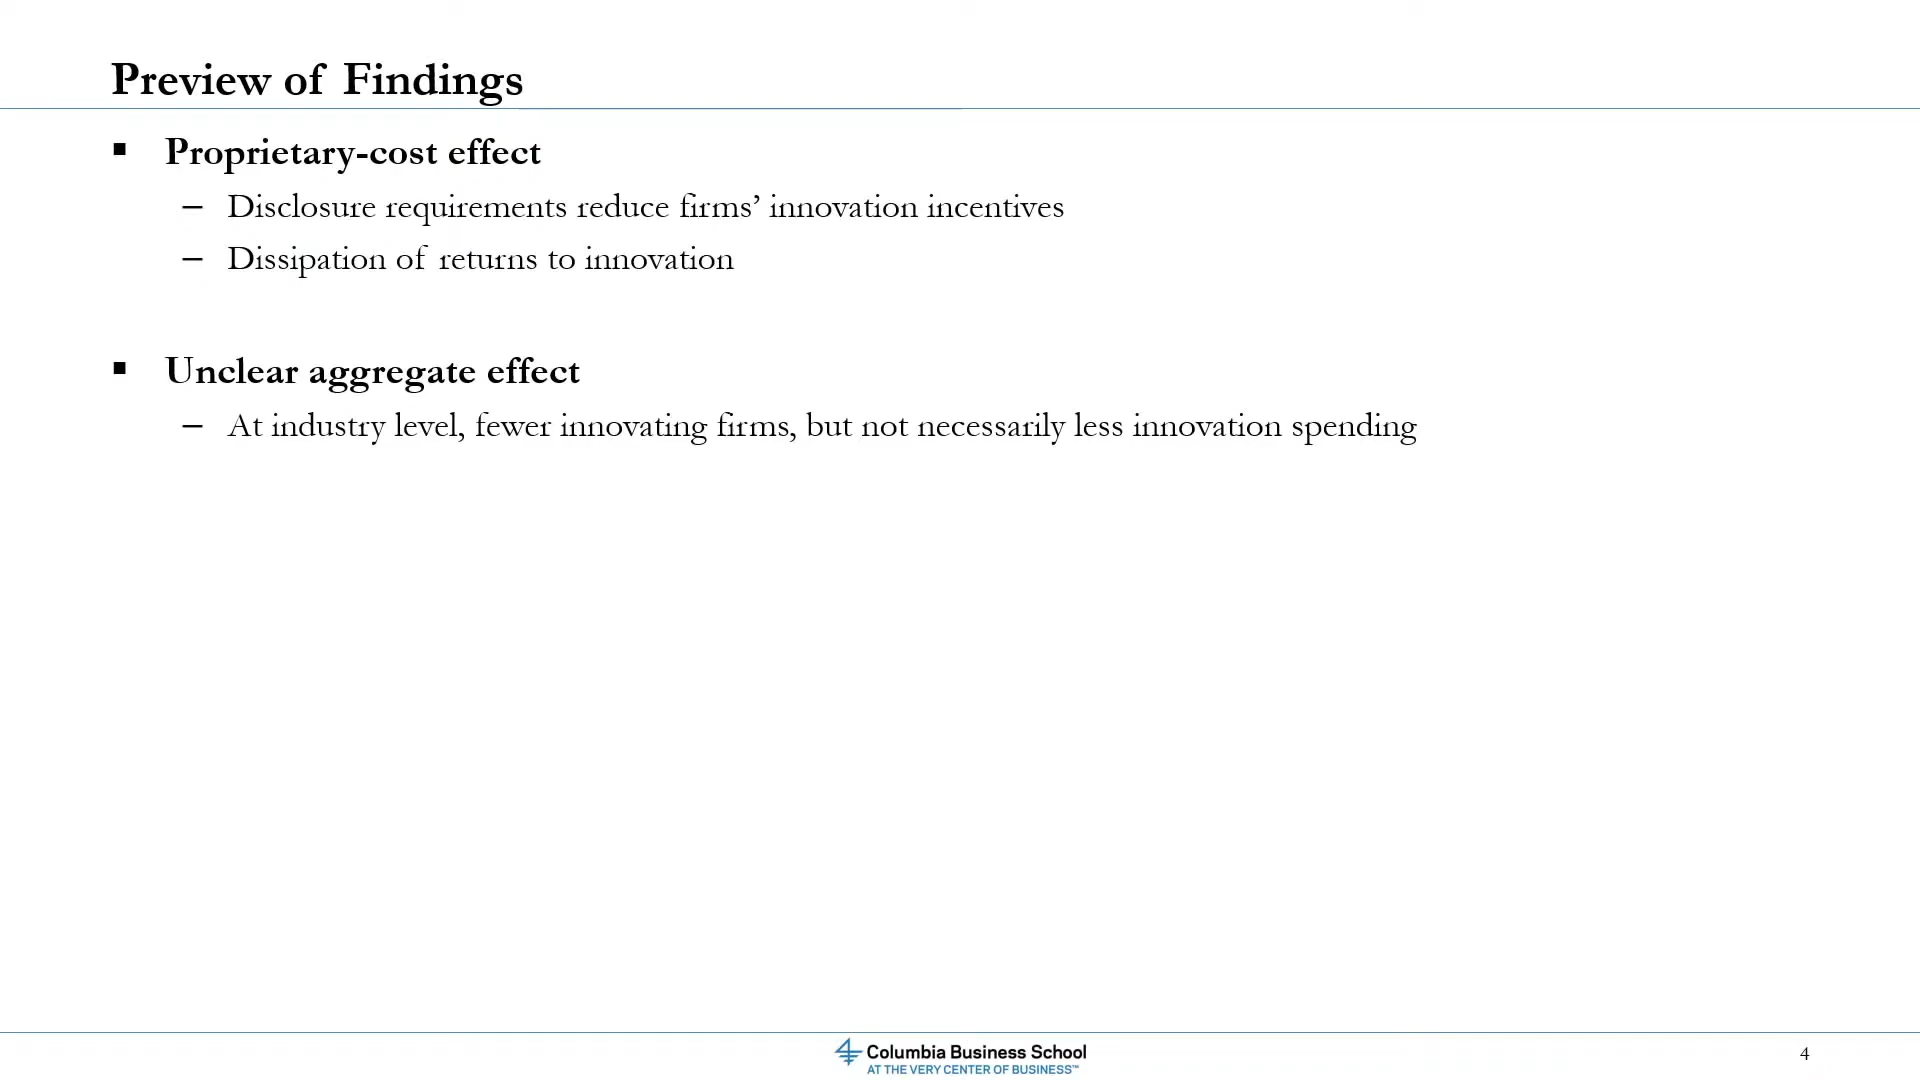 Preview of Findings
▪ Proprietary-cost effect
– Disclosure requirements reduce firms’ innovation incentives
– Dissipation of returns to innovation
▪ Unclear aggregate effect
– At industry level, fewer innovating firms, but not necessarily less innovation spending
Columbia Business School
AT THE VERY CENTER OF BUSINESS™
4